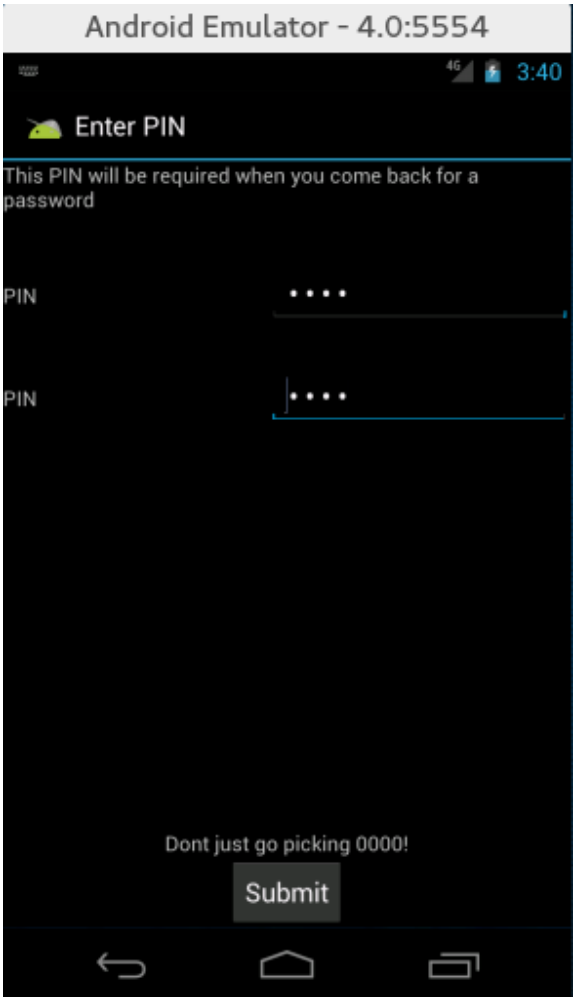 Android Emulator - 4.0:5554
4G 3:40
Enter PIN
This PIN will be required when you come back for a
password
PIN ••••
PIN ••••
Dont just go picking 0000!
Submit